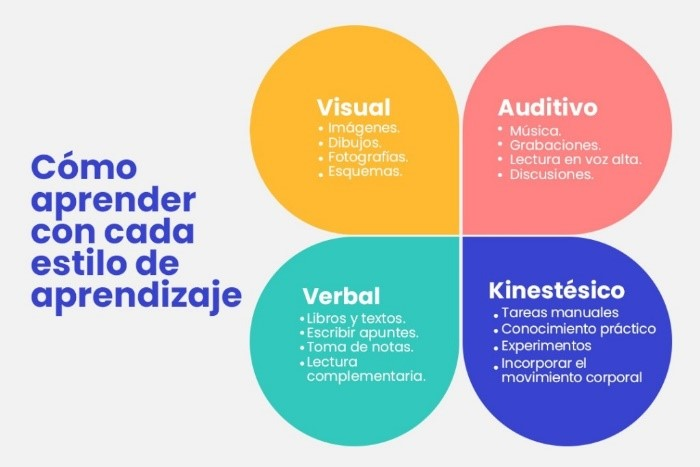 Cómo
aprender
con cada
estilo de
aprendizaje
Visual
• Imágenes.
• Dibujos.
• Fotografías.
• Esquemas.
Auditivo
• Música.
• Grabaciones.
• Lectura en voz alta.
• Discusiones.
Verbal
• Libros y textos.
• Escribir apuntes.
• Toma de notas.
• Lectura
complementaria.
Kinestésico
• Tareas manuales
• Conocimiento práctico
• Experimentos
• Incorporar el
movimiento corporal